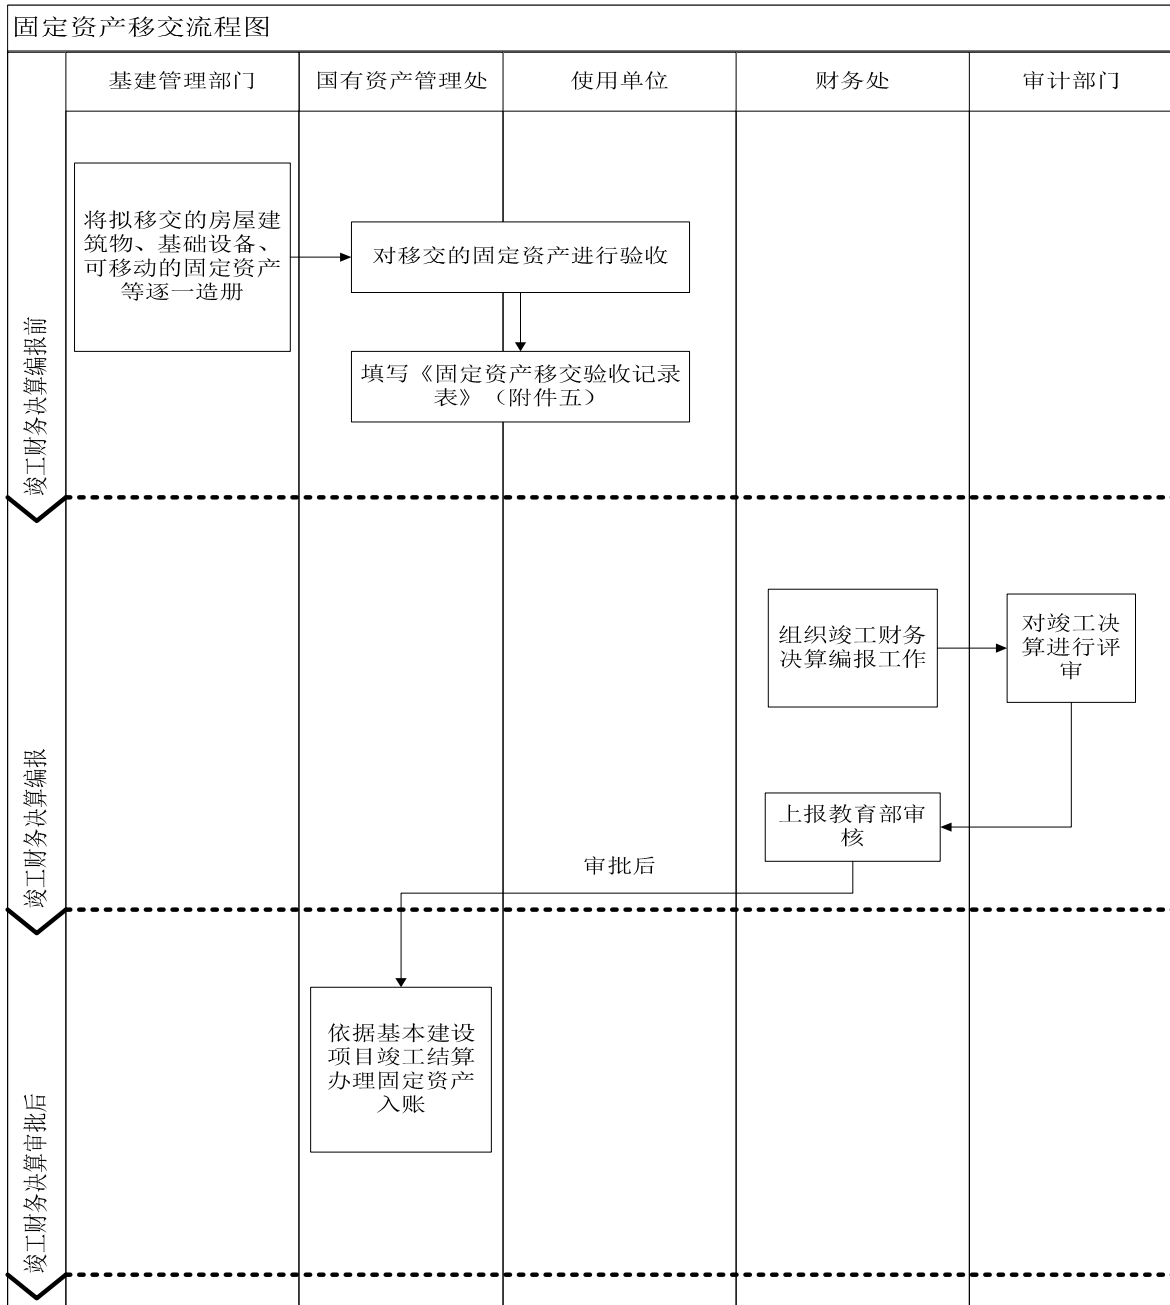 固定资产移交流程图
基建管理部门
国有资产管理处
使用单位
财务处
审计部门
竣工财务决算编报前
将拟移交的房屋建
筑物、基础设备、
可移动的固定资产
等逐一造册
对移交的固定资产进行验收
填写《固定资产移交验收记录
表》（附件五）
竣工财务决算编报
组织竣工财务
决算编报工作
对竣工决
算进行评
审
上报教育部审
核
审批后
竣工财务决算审批后
依据基本建设
项目竣工结算
办理固定资产
入账